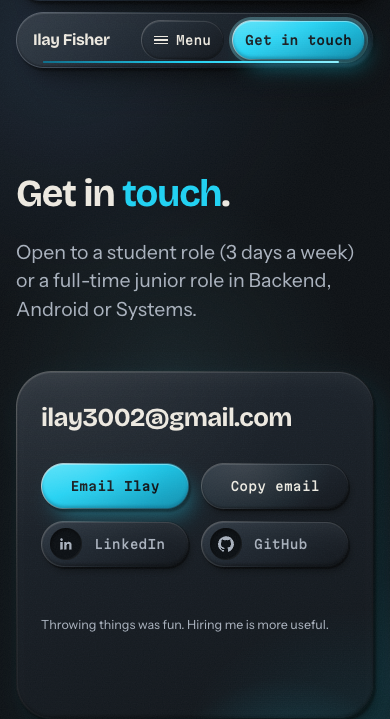 Ilay Fisher
Menu
Get in touch
Get in touch.
Open to a student role (3 days a week)
or a full-time junior role in Backend,
Android or Systems.
ilay3002@gmail.com
Email Ilay
Copy email
in LinkedIn
GitHub
Throwing things was fun. Hiring me is more useful.